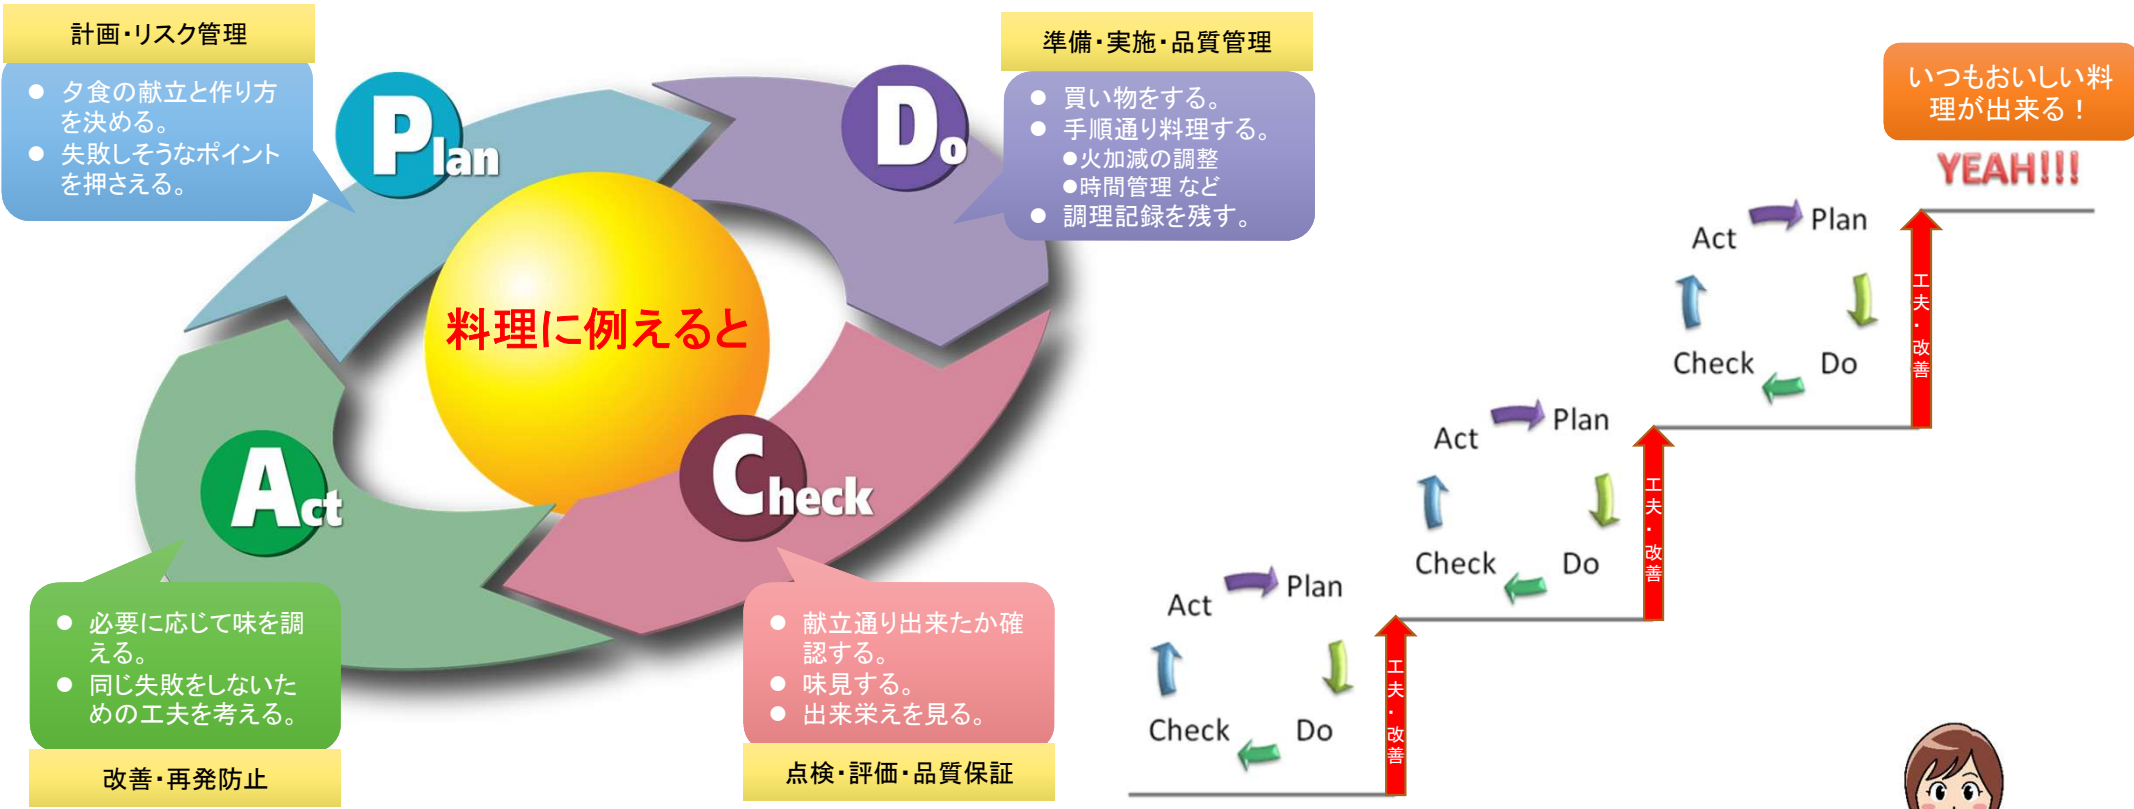 計画・リスク管理
● 夕食の献立と作り方
を決める。
● 失敗しそうなポイント
を押さえる。
Plan
準備・実施・品質管理
● 買い物をする。
● 手順通り料理する。
●火加減の調整
●時間管理 など
● 調理記録を残す。
Do
料理に例えると
Check
● 献立通り出来たか確
認する。
● 味見する。
● 出来栄えを見る。
点検・評価・品質保証
Act
● 必要に応じて味を調
える。
● 同じ失敗をしないた
めの工夫を考える。
改善・再発防止
Act
Plan
Check
Do
工夫・改善
Act
Plan
Check
Do
工夫・改善
Act
Plan
Check
Do
工夫・改善
いつもおいしい料
理が出来る！
YEAH!!!